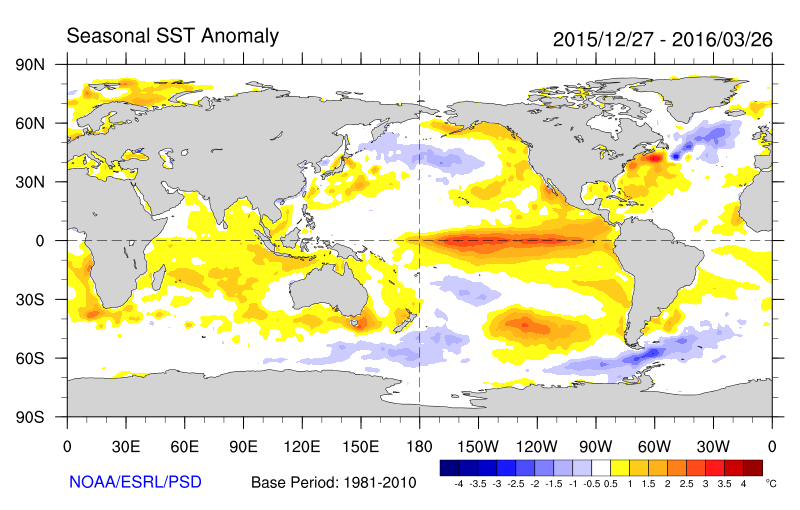 Seasonal SST Anomaly 2015/12/27 - 2016/03/26
90N
60N
30N
0
30S
60S
90S
0 30E 60E 90E 120E 150E 180 150W 120W 90W 60W 30W 0
NOAA/ESRL/PSD Base Period: 1981-2010
-4 -3.5 -3 -2.5 -2 -1.5 -1 -0.5 0.5 1 1.5 2 2.5 3 3.5 4 °C